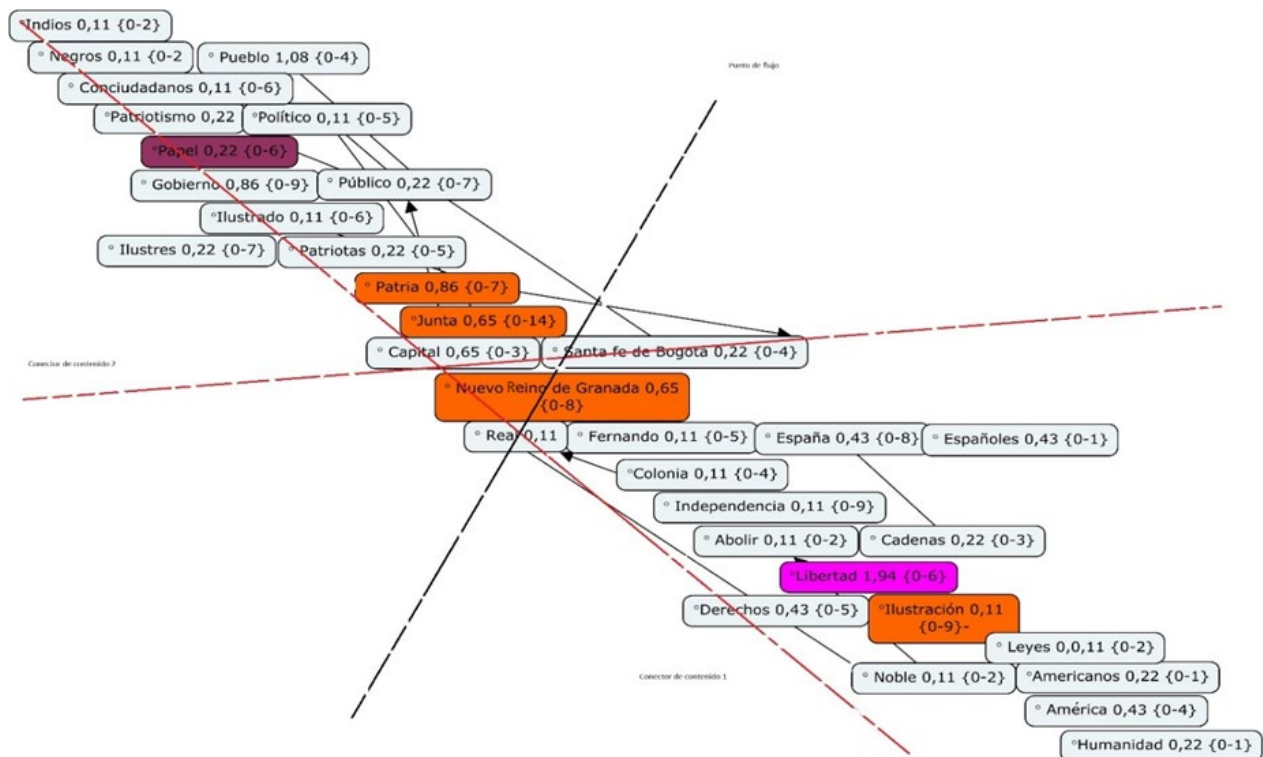 °Indios 0,11 {0-2}
° Negros 0,11 {0-2
° Pueblo 1,08 {0-4}
Punto de flujo
° Conciudadanos 0,11 {0-6}
°Patriotismo 0,22
°Político 0,11 {0-5}
°Papel 0,22 {0-6}
° Gobierno 0,86 {0-9}
° Público 0,22 {0-7}
°Ilustrado 0,11 {0-6}
° Ilustres 0,22 {0-7}
° Patriotas 0,22 {0-5}
° Patria 0,86 {0-7}
°Junta 0,65 {0-14}
° Capital 0,65 {0-3}
° Santa fe de Bogotá 0,22 {0-4}
Conector de contenido 2
° Nuevo Reino de Granada 0,65
{0-8}
° Real 0,11
° Fernando 0,11 {0-5}
° España 0,43 {0-8}
° Españoles 0,43 {0-1}
°Colonia 0,11 {0-4}
° Independencia 0,11 {0-9}
° Abolir 0,11 {0-2}
° Cadenas 0,22 {0-3}
°Libertad 1,94 {0-6}
°Derechos 0,43 {0-5}
°Ilustración 0,11
{0-9}-
° Leyes 0,0,11 {0-2}
Conector de contenido 1
° Noble 0,11 {0-2}
°Americanos 0,22 {0-1}
° América 0,43 {0-4}
°Humanidad 0,22 {0-1}